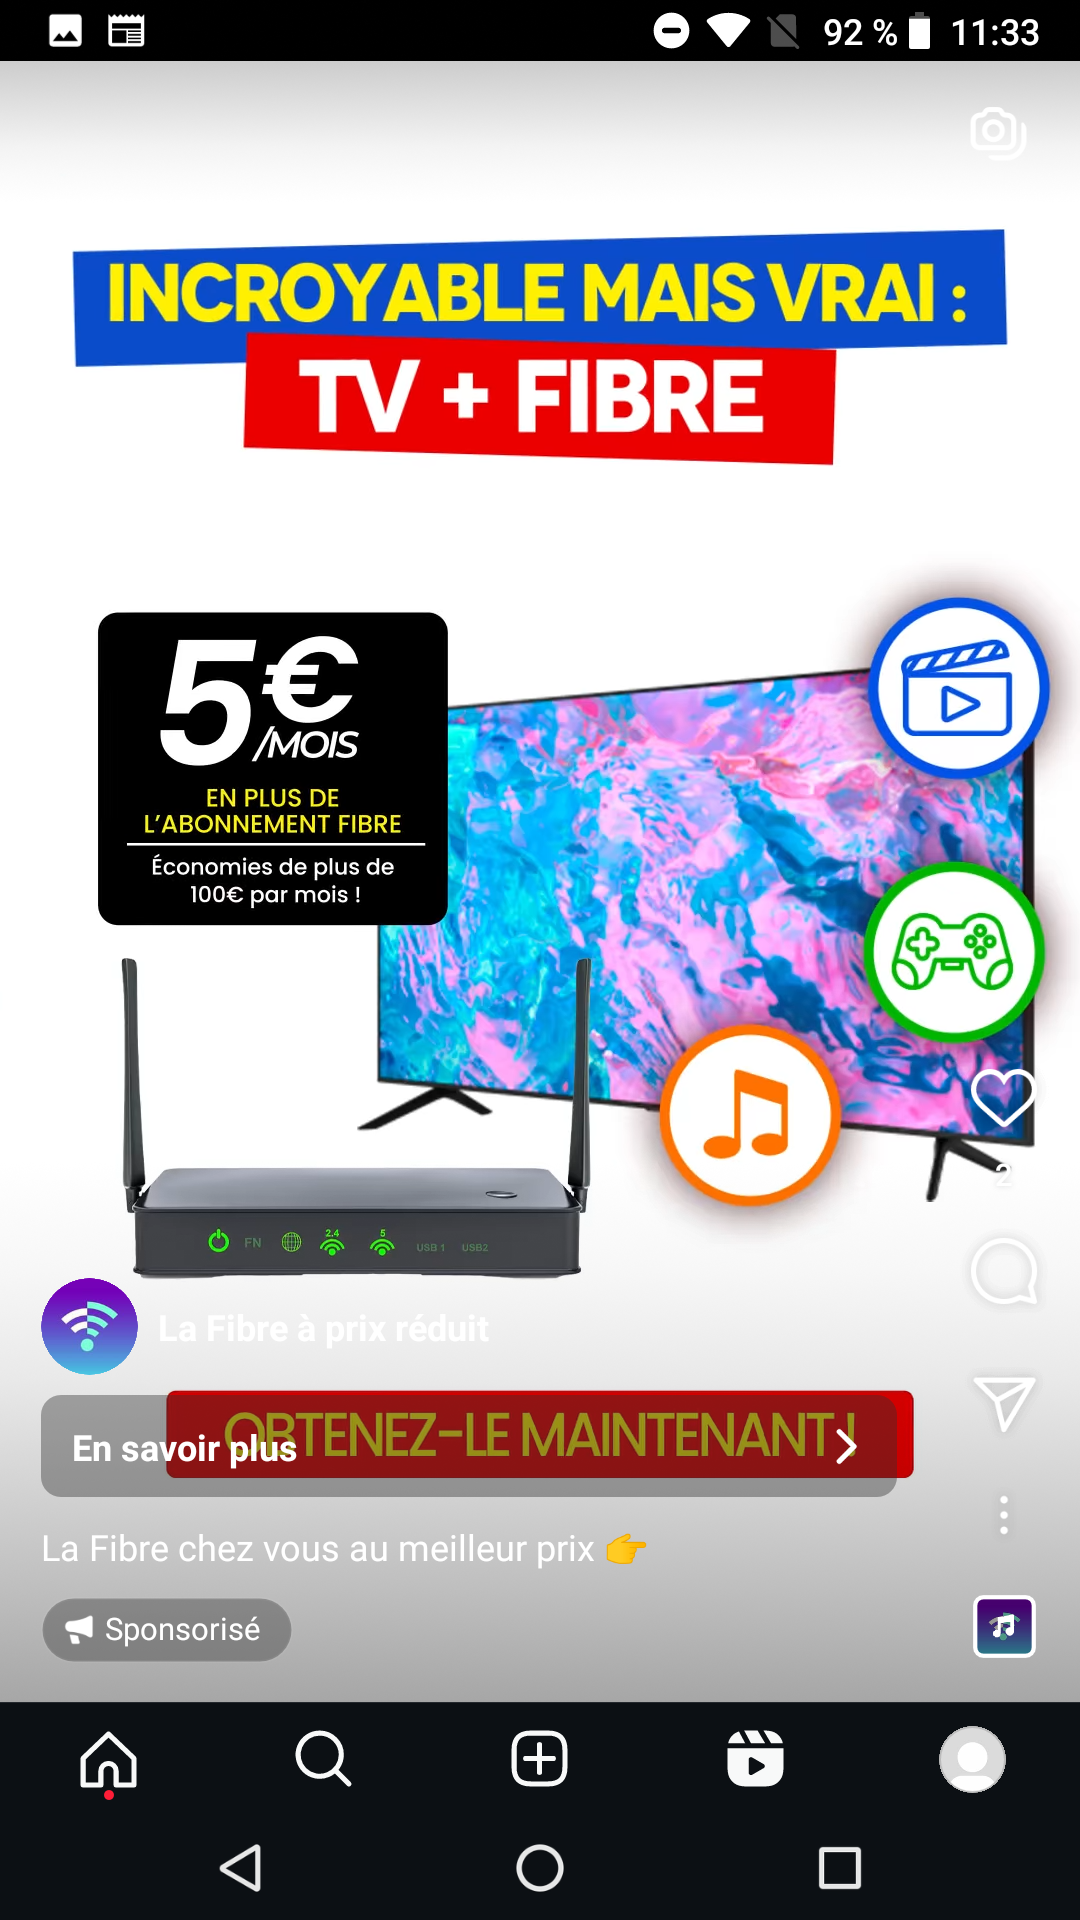 92 % 11:33
INCROYABLE MAIS VRAI :
TV + FIBRE
5€
/MOIS
EN PLUS DE
L'ABONNEMENT FIBRE
Économies de plus de
100€ par mois !
FN 2.4 5 USB 1 USB2
2
La Fibre à prix réduit
OBTENEZ-LE MAINTENANT !
En savoir plus
La Fibre chez vous au meilleur prix 👉
Sponsorisé